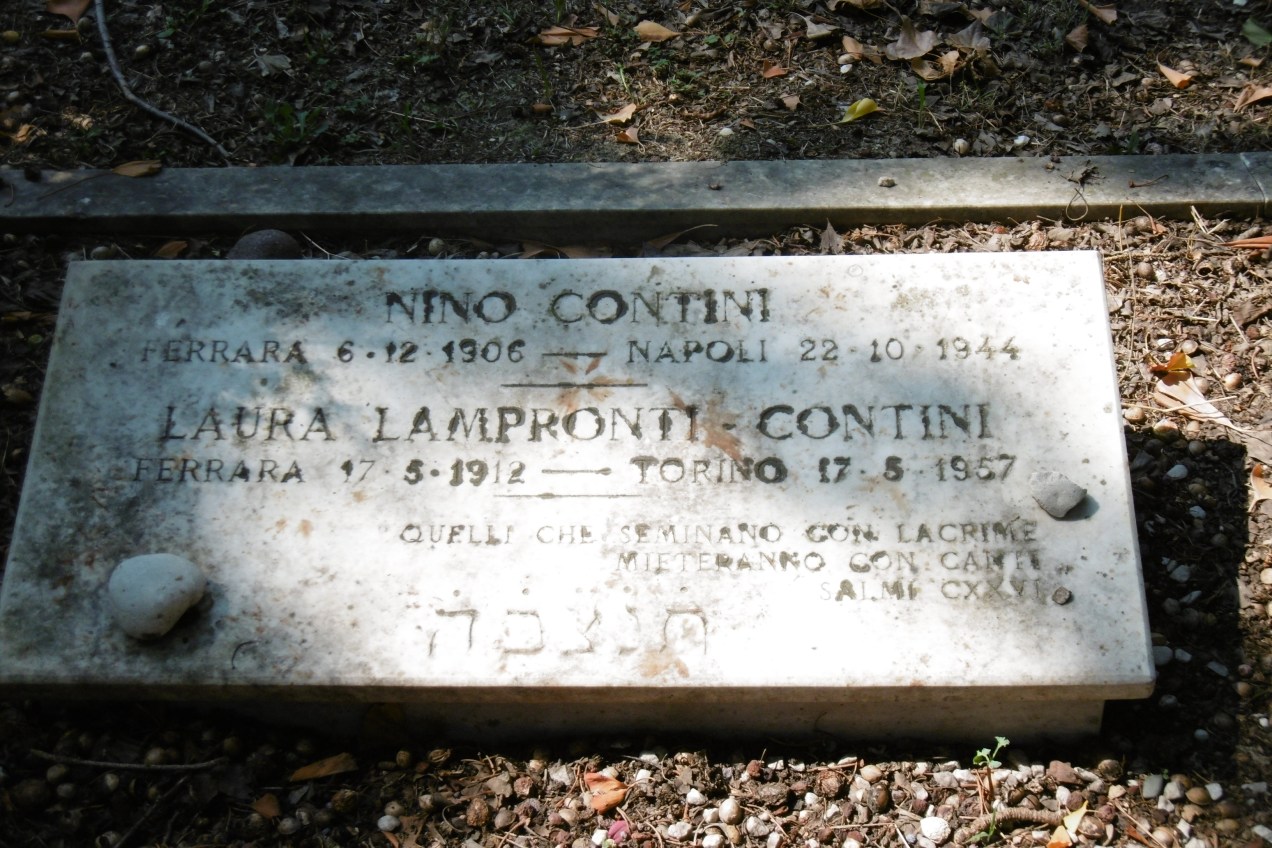 NINO CONTINI
FERRARA 6·12·1906 — NAPOLI 22·10·1944
LAURA LAMPRONTI-CONTINI
FERRARA 17·5·1912 — TORINO 17·5·1957
QUELLI CHE SEMINANO CON LACRIME
MIETERANNO CON CANTI
SALMI CXXVI
תנצבה